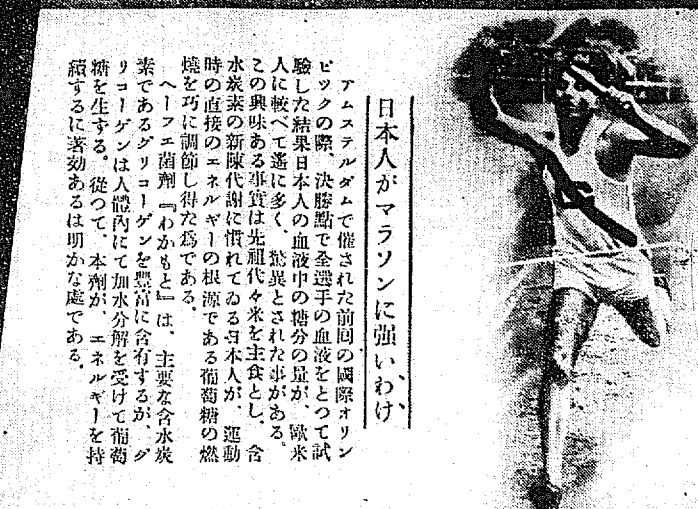 日本人がマラソンに强いわけ
アムステルダムで催された前囘の國際オリン
ピックの際、決勝點で全選手の血液をとつて試
驗した結果日本人の血液中の糖分の量が、歐米
人に較べて遙に多く、驚異とされた事がある。
この興味ある事實は先祖代々米を主食とし、含
水炭素の新陳代謝に慣れてゐる日本人が、運動
時の直接のエネルギーの根源である葡萄糖の燃
燒を巧に調節し得た爲である。
ヘーフエ菌劑『わかもと』は、主要な含水炭
素であるグリコーゲンを豐富に含有するが、グ
リコーゲンは人體內にて加水分解を受けて葡萄
糖を生する。從つて、本劑が、エネルギーを持
續するに著効あるは明かな處である。